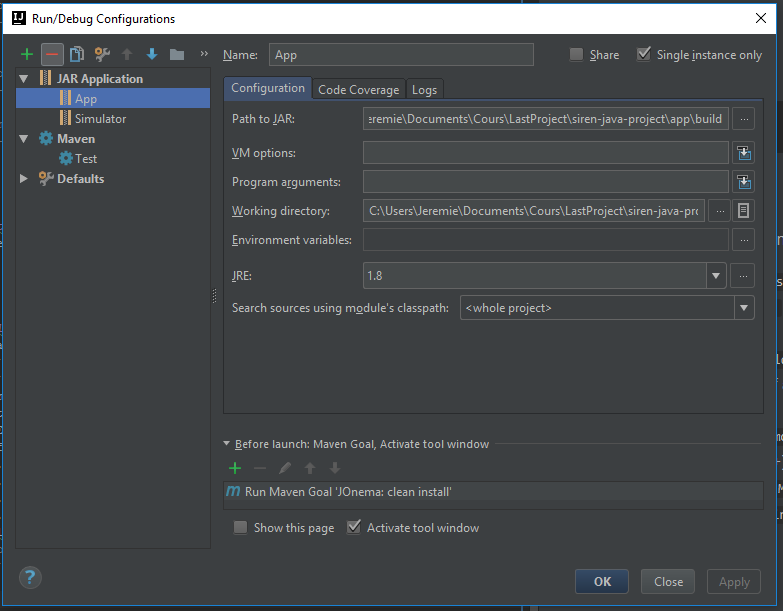 Run/Debug Configurations
Name: App Share Single instance only
JAR Application
App
Simulator
Maven
Test
Defaults
Configuration Code Coverage Logs
Path to JAR: eremie\Documents\Cours\LastProject\siren-java-project\app\build
VM options:
Program arguments:
Working directory: C:\Users\Jeremie\Documents\Cours\LastProject\siren-java-pro
Environment variables:
JRE: 1.8
Search sources using module's classpath: <whole project>
Before launch: Maven Goal, Activate tool window
Run Maven Goal 'JOnema: clean install'
Show this page Activate tool window
OK Close Apply